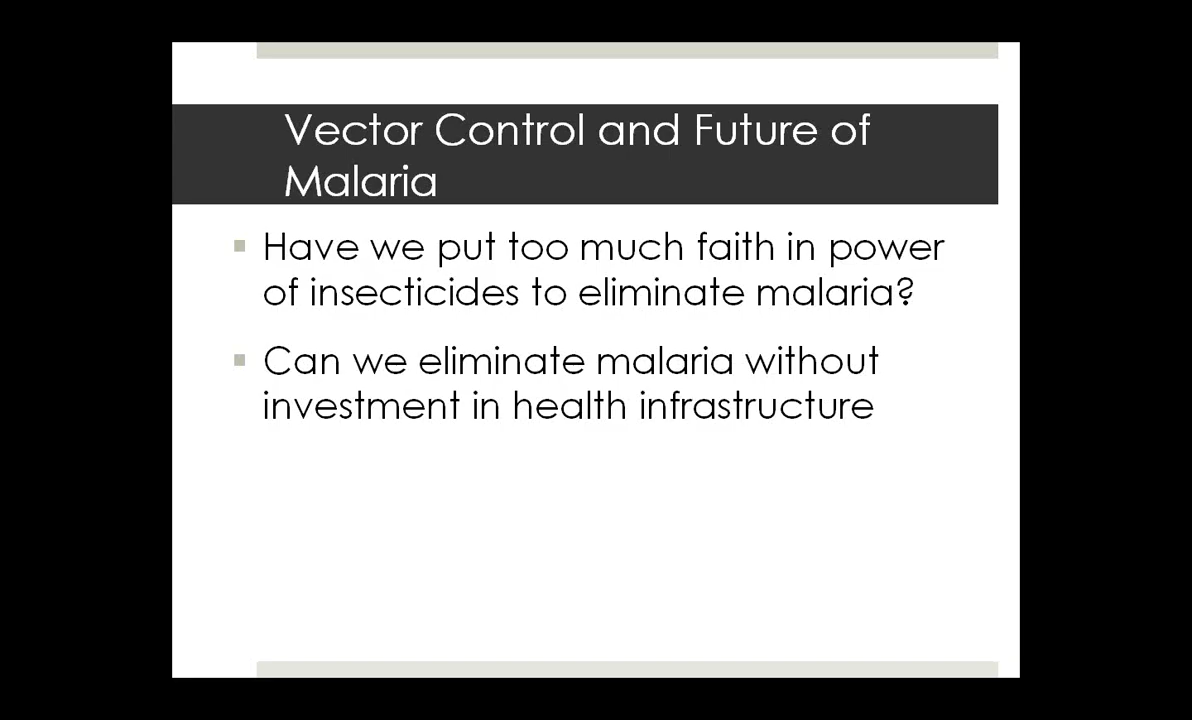 Vector Control and Future of
Malaria
Have we put too much faith in power
of insecticides to eliminate malaria?
Can we eliminate malaria without
investment in health infrastructure